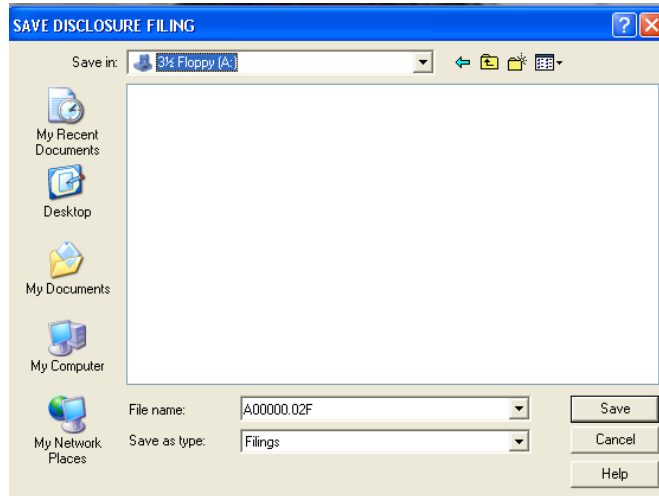 SAVE DISCLOSURE FILING
Save in:
3½ Floppy (A:)
My Recent
Documents
Desktop
My Documents
My Computer
My Network
Places
File name:
A00000.02F
Save
Save as type:
Filings
Cancel
Help